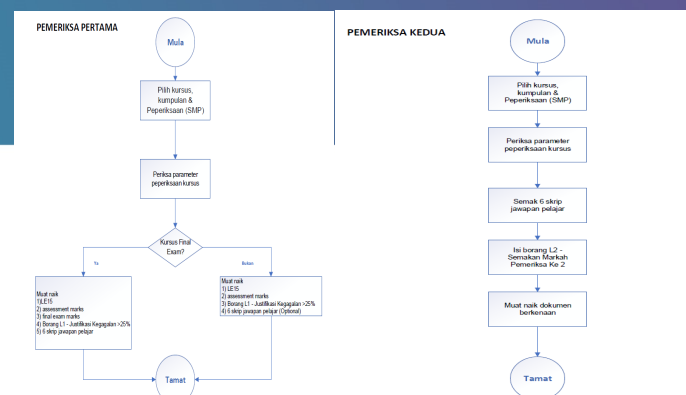 PEMERIKSA PERTAMA
Mula
Pilih kursus,
kumpulan &
Peperiksaan (SMP)
Periksa parameter
peperiksaan kursus
Kursus Final
Exam?
Ya
Bukan
Muat naik
1)LE15
2) assessment marks
3) final exam marks
4) Borang L1 - Justifikasi Kegagalan >25%
5) 6 skrip jawapan pelajar
Muat naik
1) LE15
2) assessment marks
3) Borang L1 - Justifikasi Kegagalan >25%
4) 6 skrip jawapan pelajar (Optional)
Tamat
PEMERIKSA KEDUA
Mula
Pilih kursus,
kumpulan &
Peperiksaan (SMP)
Periksa parameter
peperiksaan kursus
Semak 6 skrip
jawapan pelajar
Isi borang L2 -
Semakan Markah
Pemeriksa Ke 2
Muat naik dokumen
berkenaan
Tamat